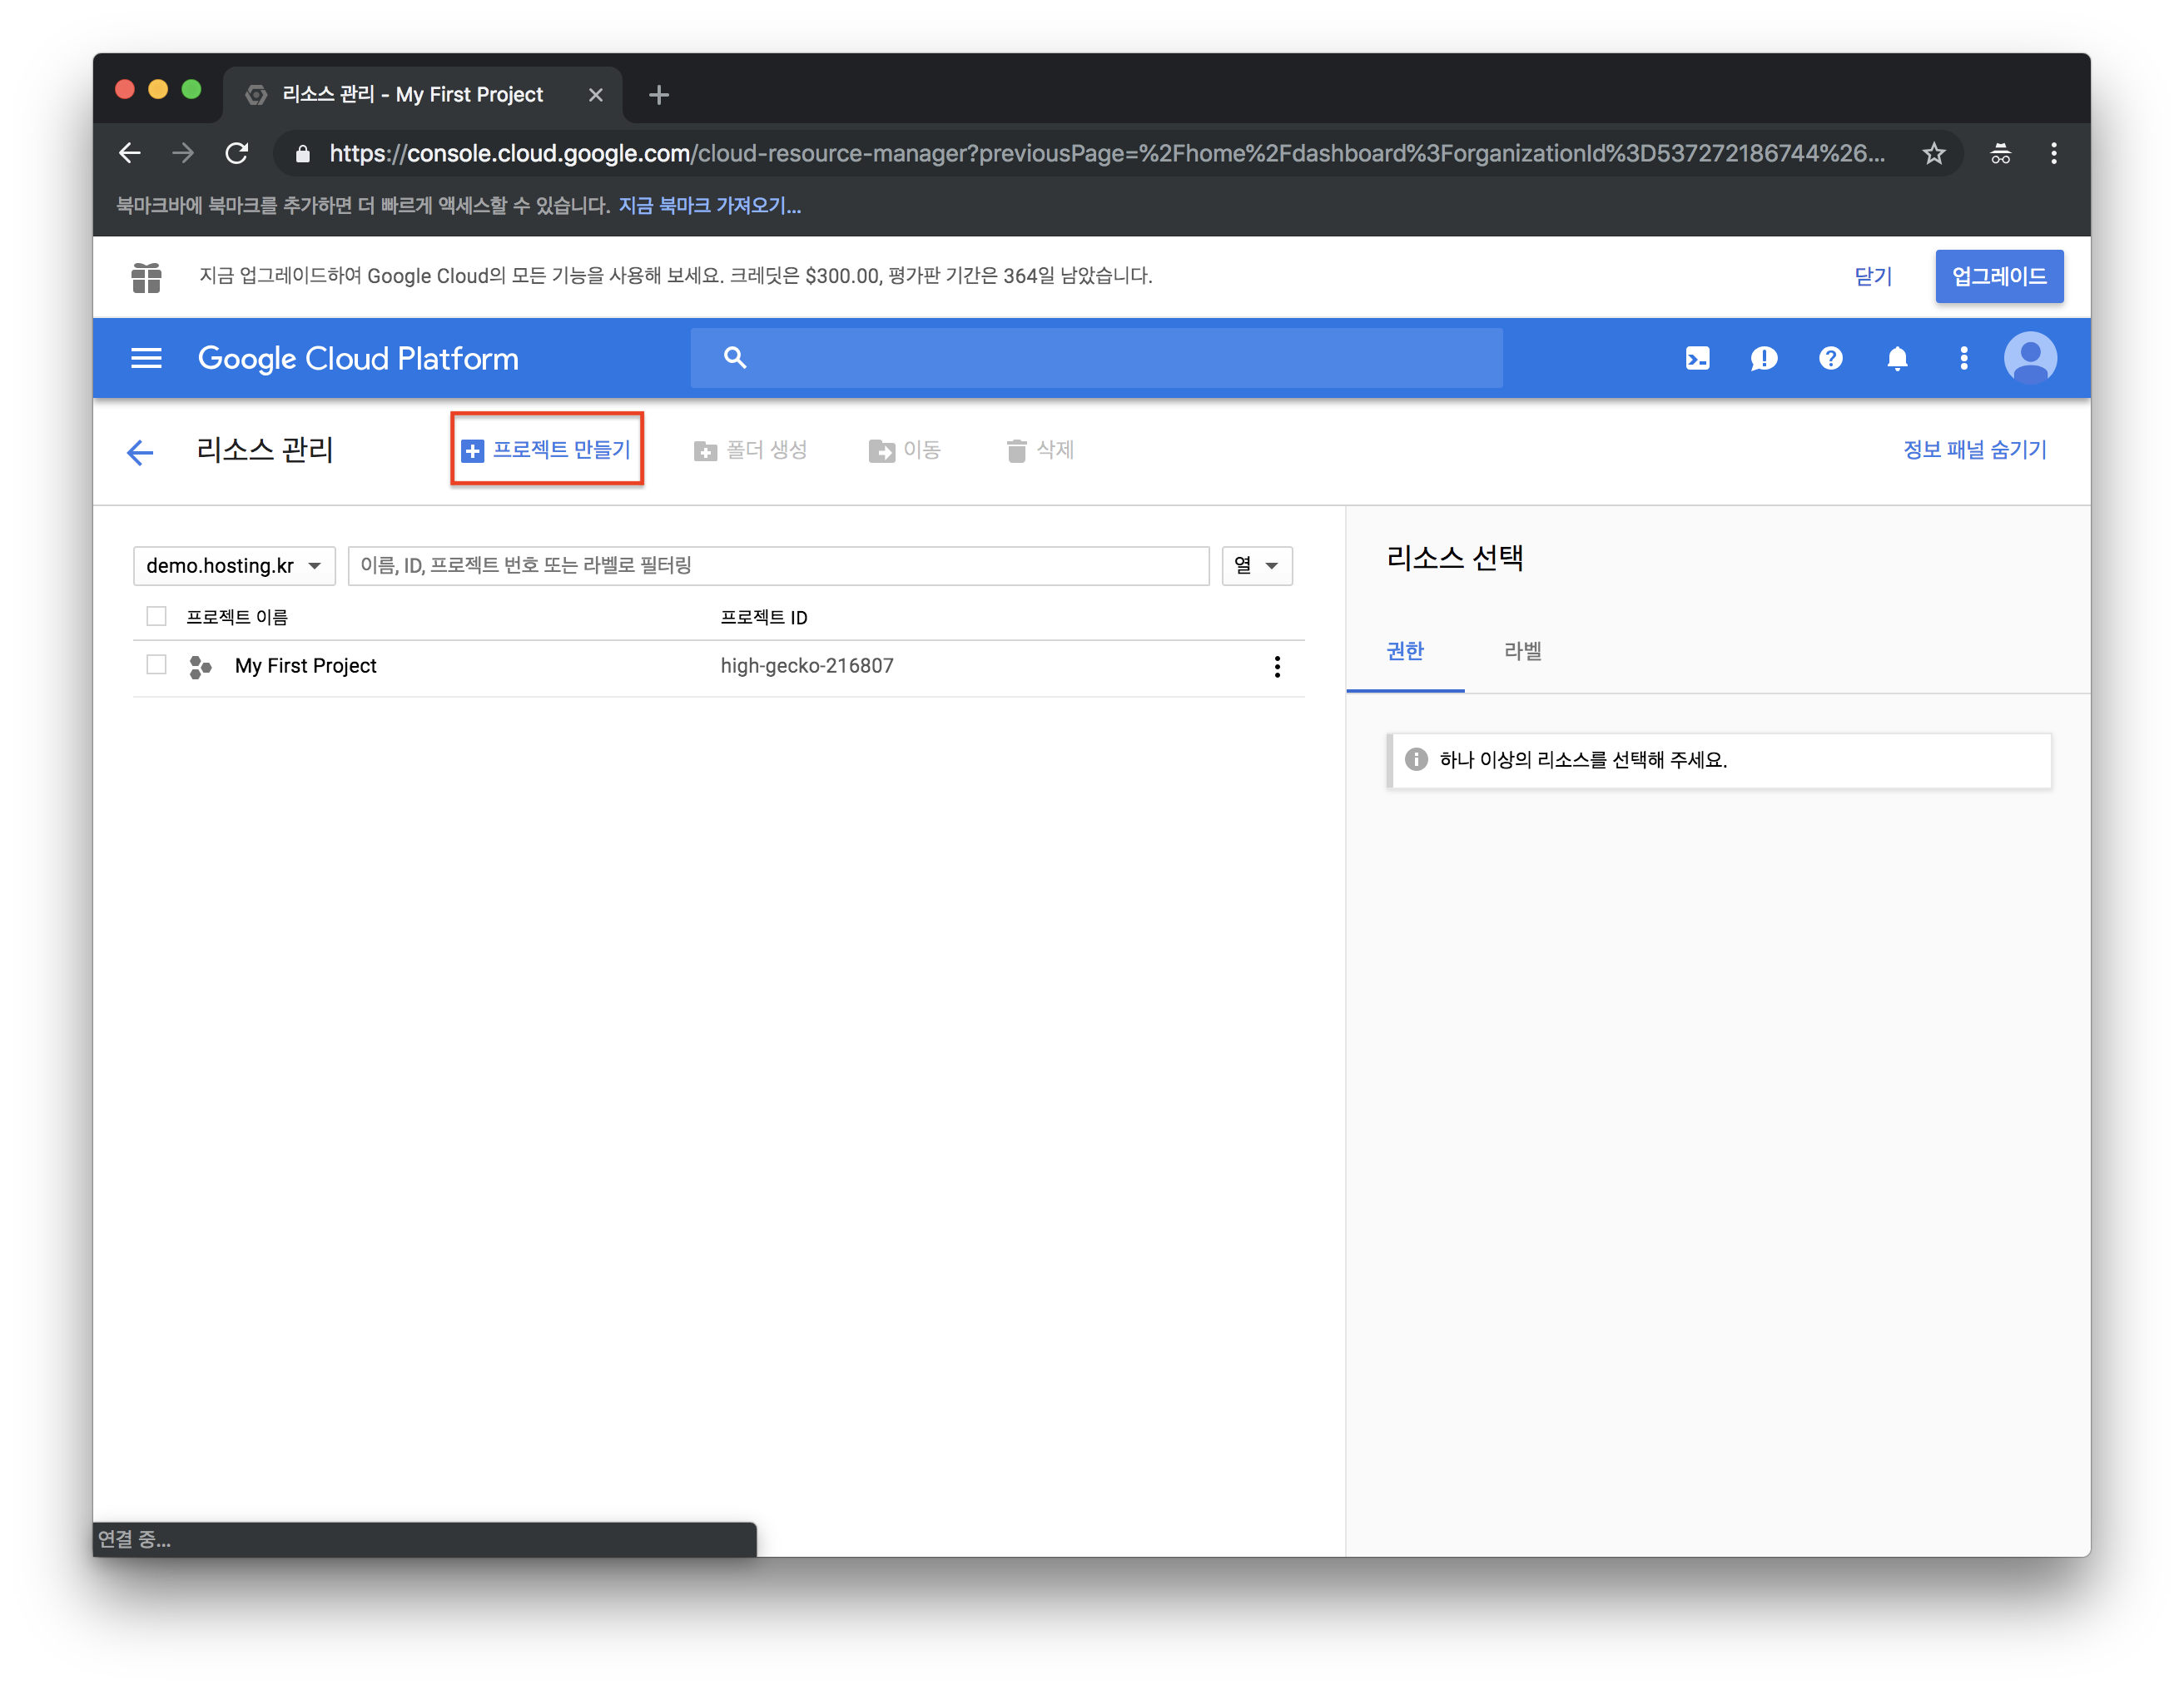 리소스 관리 - My First Project
https://console.cloud.google.com/cloud-resource-manager?previousPage=%2Fhome%2Fdashboard%3ForganizationId%3D537272186744%26...
북마크바에 북마크를 추가하면 더 빠르게 액세스할 수 있습니다. 지금 북마크 가져오기...
지금 업그레이드하여 Google Cloud의 모든 기능을 사용해 보세요. 크레딧은 $300.00, 평가판 기간은 364일 남았습니다. 닫기 업그레이드
Google Cloud Platform
리소스 관리 프로젝트 만들기 폴더 생성 이동 삭제 정보 패널 숨기기
demo.hosting.kr 이름, ID, 프로젝트 번호 또는 라벨로 필터링 열
프로젝트 이름 프로젝트 ID
My First Project high-gecko-216807
리소스 선택
권한 라벨
하나 이상의 리소스를 선택해 주세요.
연결 중...